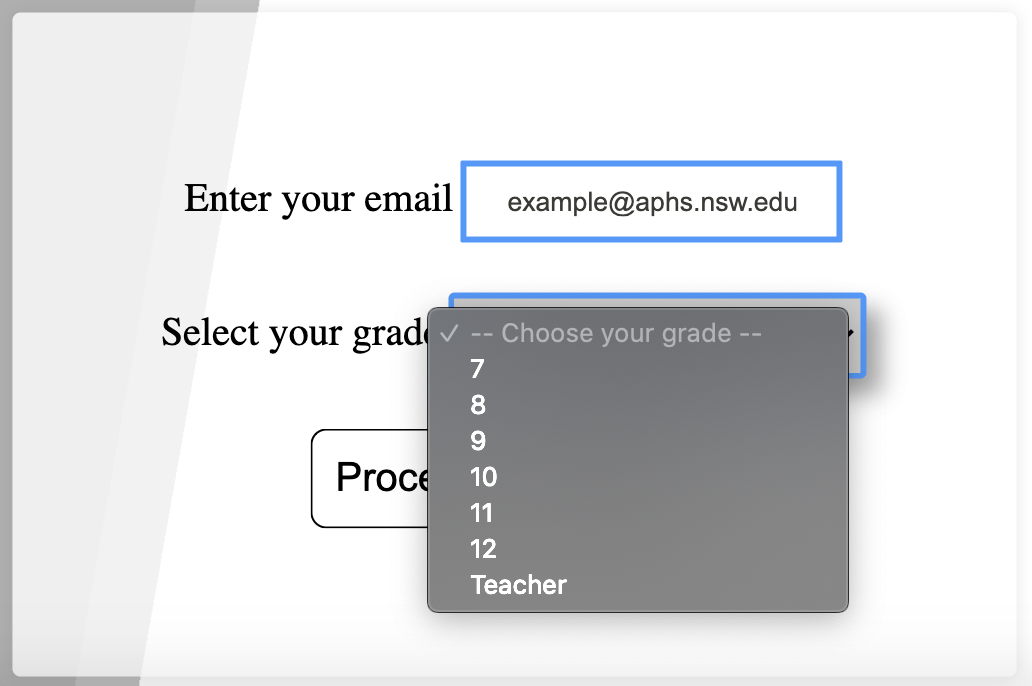 Enter your email example@aphs.nsw.edu
Select your grade
✓ -- Choose your grade --
7
8
9
10
11
12
Teacher